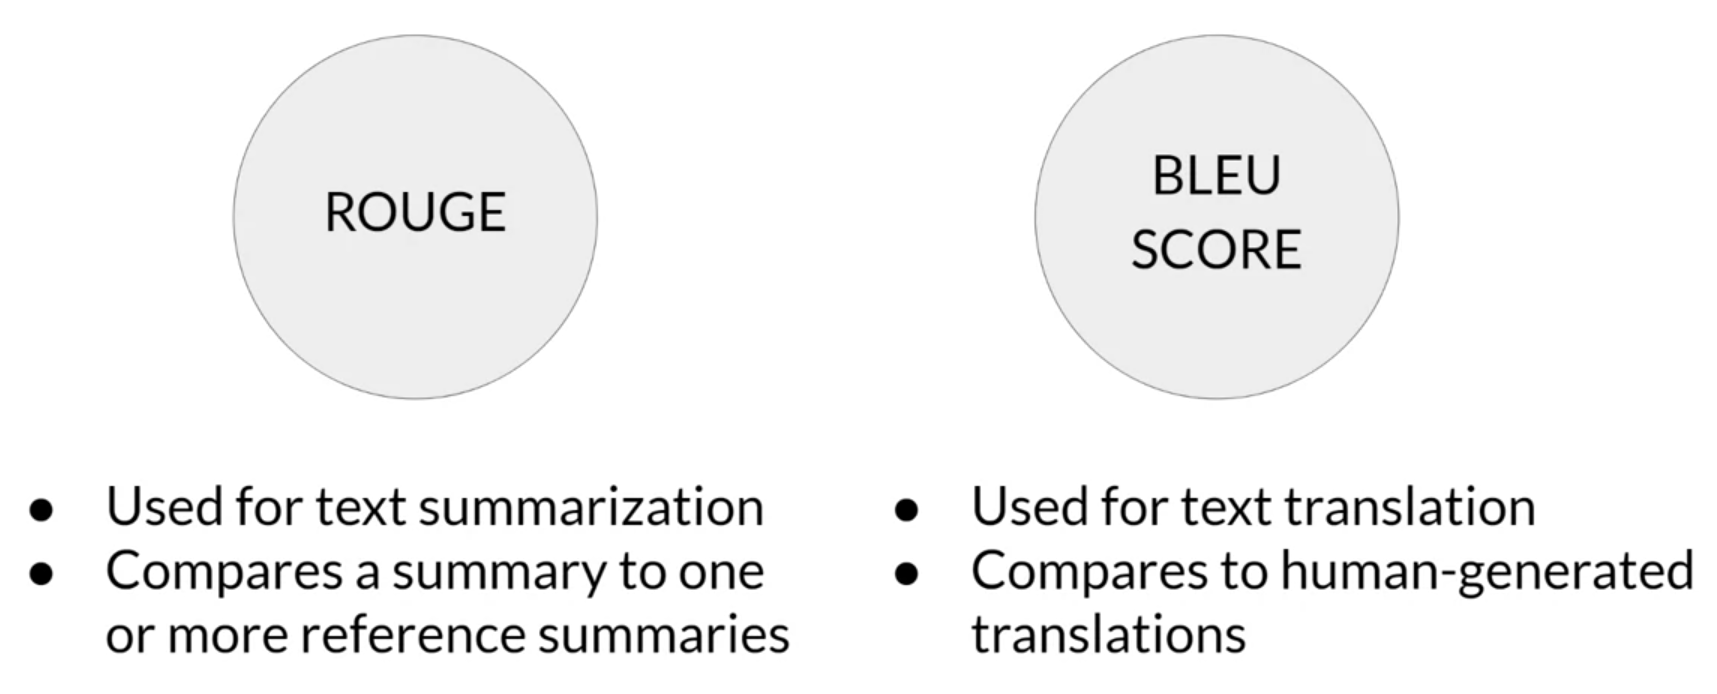 ROUGE
BLEU
SCORE
● Used for text summarization
● Compares a summary to one
or more reference summaries
● Used for text translation
● Compares to human-generated
translations